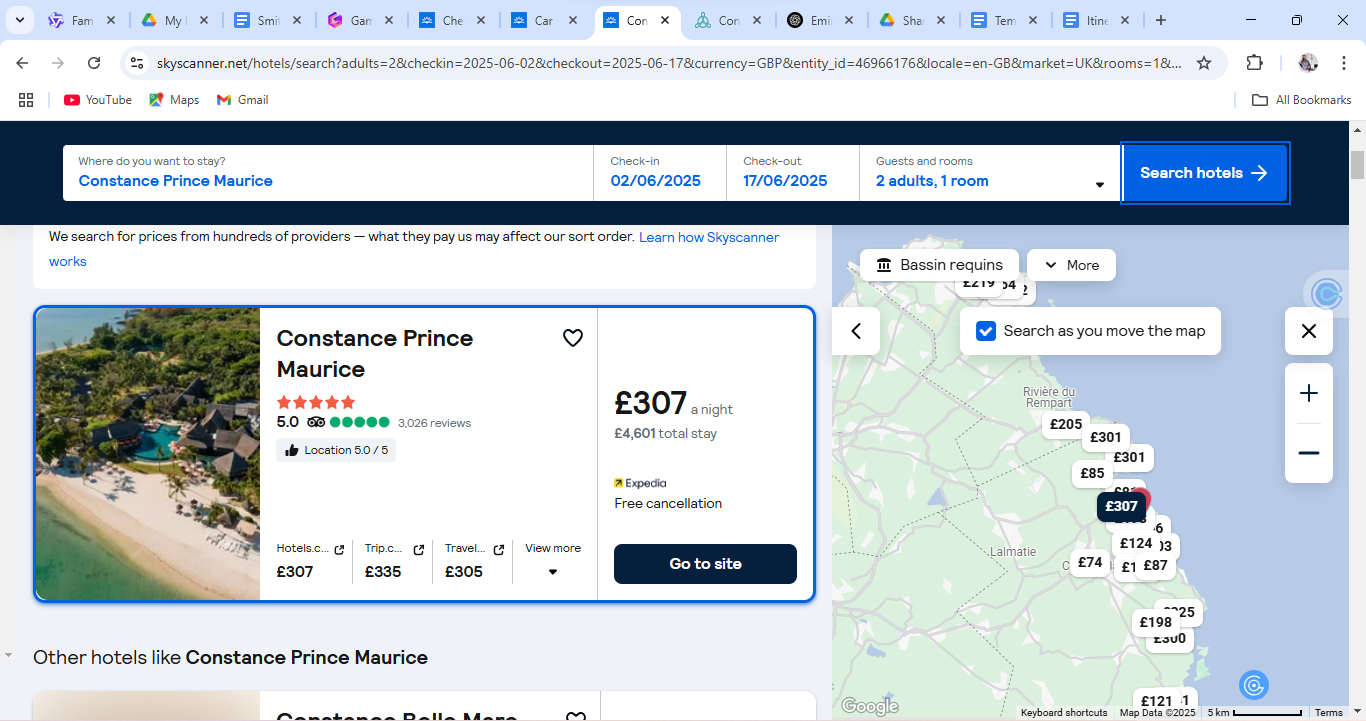 Fam
My I
Smi
Gan
Che
Car
Con
Con
Emi
Sha
Tem
Itine
skyscanner.net/hotels/search?adults=2&checkin=2025-06-02&checkout=2025-06-17&currency=GBP&entity_id=46966176&locale=en-GB&market=UK&rooms=1&...
YouTube
Maps
Gmail
All Bookmarks
Where do you want to stay?
Constance Prince Maurice
Check-in
02/06/2025
Check-out
17/06/2025
Guests and rooms
2 adults, 1 room
Search hotels
We search for prices from hundreds of providers — what they pay us may affect our sort order. Learn how Skyscanner
works
Constance Prince
Maurice
5.0
3,026 reviews
Location 5.0 / 5
£307 a night
£4,601 total stay
Expedia
Free cancellation
Hotels.c...
£307
Trip.c...
£335
Travel...
£305
View more
Go to site
Other hotels like Constance Prince Maurice
Constance Belle Mare
Bassin requins
More
£219
Search as you move the map
Rivière du
Rempart
£205
£301
£301
£85
£307
£124
Lalmatie
£74
£87
£198
£300
£121
Google
Keyboard shortcuts
Map Data ©2025
5 km
Terms